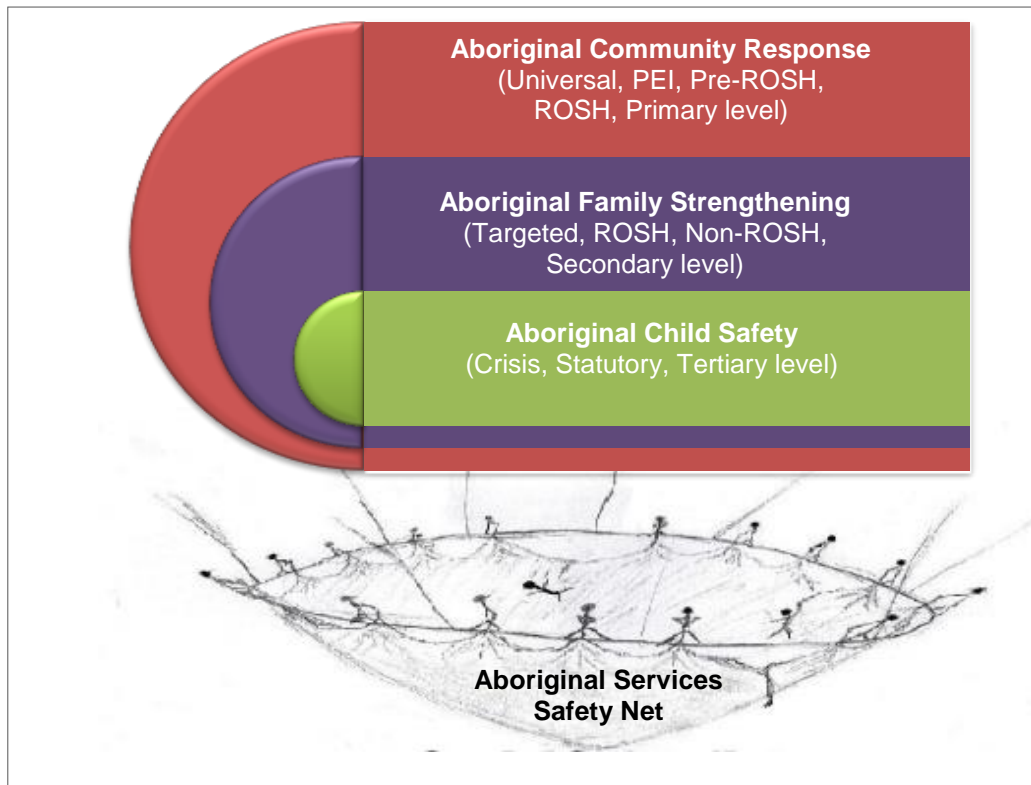 Aboriginal Community Response
(Universal, PEI, Pre-ROSH,
ROSH, Primary level)
Aboriginal Family Strengthening
(Targeted, ROSH, Non-ROSH,
Secondary level)
Aboriginal Child Safety
(Crisis, Statutory, Tertiary level)
Aboriginal Services
Safety Net